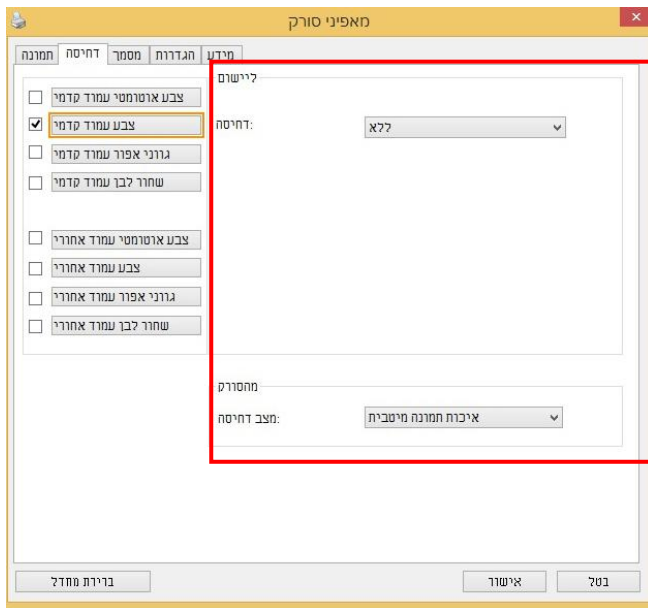 מאפיני סורק
תמונה
דחיסה
מסמך
הגדרות
מידע
צבע אוטומטי עמוד קדמי
צבע עמוד קדמי
גווני אפור עמוד קדמי
שחור לבן עמוד קדמי
צבע אוטומטי עמוד אחורי
צבע עמוד אחורי
גווני אפור עמוד אחורי
שחור לבן עמוד אחורי
ליישום
דחיסה:
ללא
מהסורק
מצב דחיסה:
איכות תמונה מיטבית
ברירת מחדל
אישור
בטל